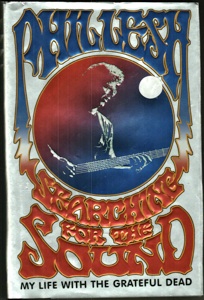 PHIL LESH
SEARCHING
FOR THE
SOUND
MY LIFE WITH THE GRATEFUL DEAD